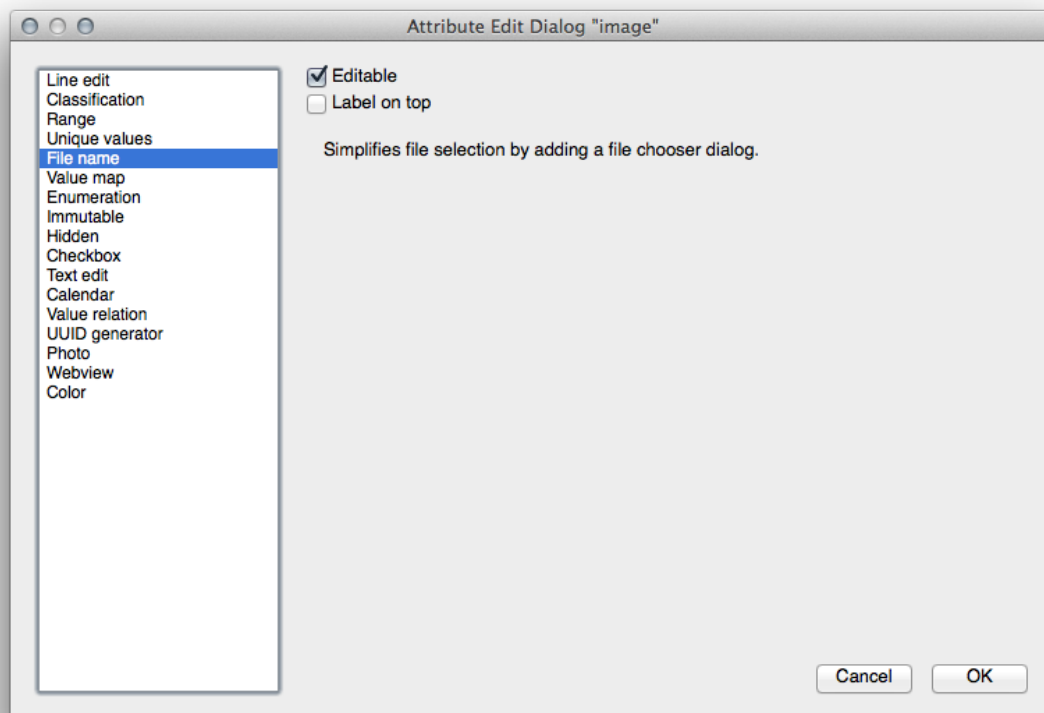 Attribute Edit Dialog "image"
Line edit
Classification
Range
Unique values
File name
Value map
Enumeration
Immutable
Hidden
Checkbox
Text edit
Calendar
Value relation
UUID generator
Photo
Webview
Color
Editable
Label on top
Simplifies file selection by adding a file chooser dialog.
Cancel
OK